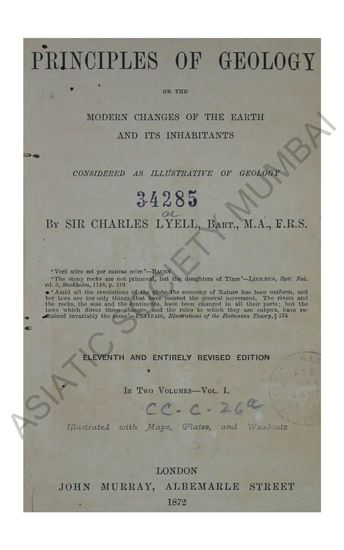 PRINCIPLES OF GEOLOGY
OR THE
MODERN CHANGES OF THE EARTH
AND ITS INHABITANTS
CONSIDERED AS ILLUSTRATIVE OF GEOLOGY
34285
a
BY SIR CHARLES LYELL, BART., M.A., F.R.S.
'Verè scire est per causas scire'—BACON
'The stony rocks are not primeval, but the daughters of Time'—LINNÆUS, Syst. Nat.
ed. 5, Stockholm, 1748, p. 219
'Amid all the revolutions of the globe, the economy of Nature has been uniform, and
her laws are the only things that have resisted the general movement. The rivers and
the rocks, the seas and the continents, have been changed in all their parts; but the
laws which direct those changes, and the rules to which they are subject, have re-
mained invariably the same'—PLAYFAIR, Illustrations of the Huttonian Theory, § 374
ELEVENTH AND ENTIRELY REVISED EDITION
IN TWO VOLUMES—VOL. I.
CC-C-26a
Illustrated with Maps, Plates, and Woodcuts
LONDON
JOHN MURRAY, ALBEMARLE STREET
1872
ASIATIC SOCIETY MUMBAI